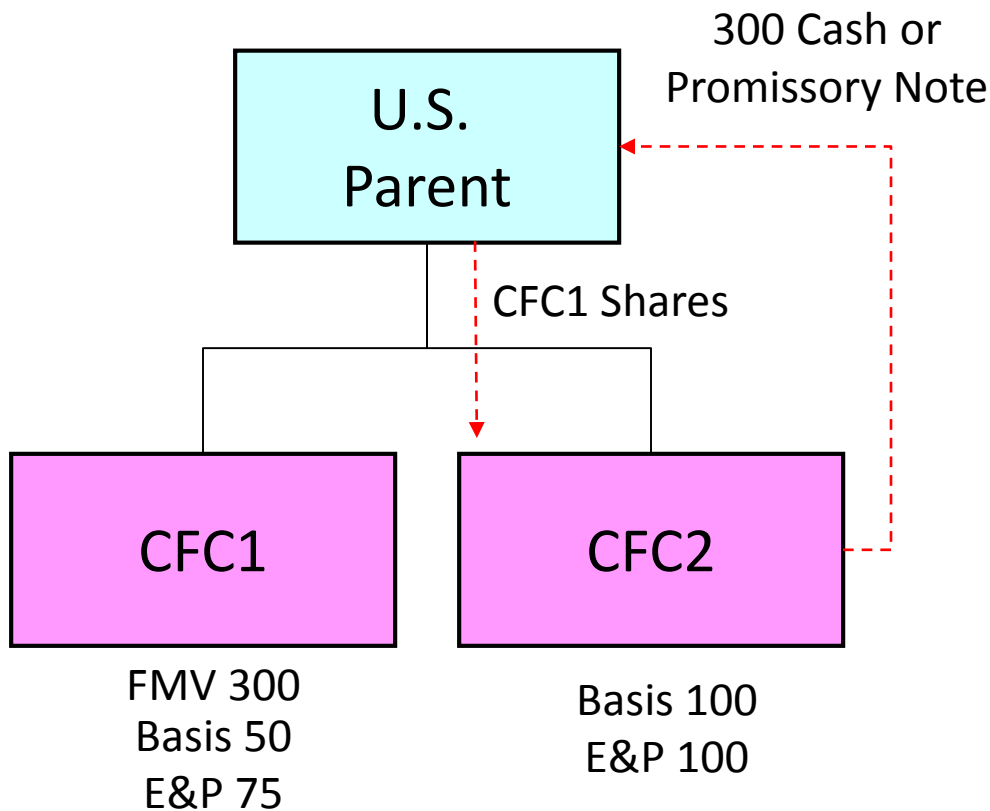 300 Cash or
Promissory Note
U.S.
Parent
CFC1 Shares
CFC1
CFC2
FMV 300
Basis 50
E&P 75
Basis 100
E&P 100